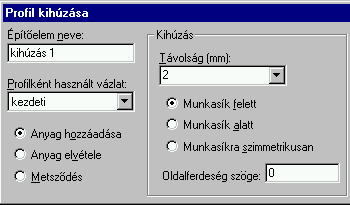 Profil kihúzása
Építőelem neve:
kihúzás 1
Profilként használt vázlat:
kezdeti
Anyag hozzáadása
Anyag elvétele
Metsződés
Kihúzás
Távolság (mm):
2
Munkasík felett
Munkasík alatt
Munkasíkra szimmetrikusan
Oldalferdeség szöge:
0